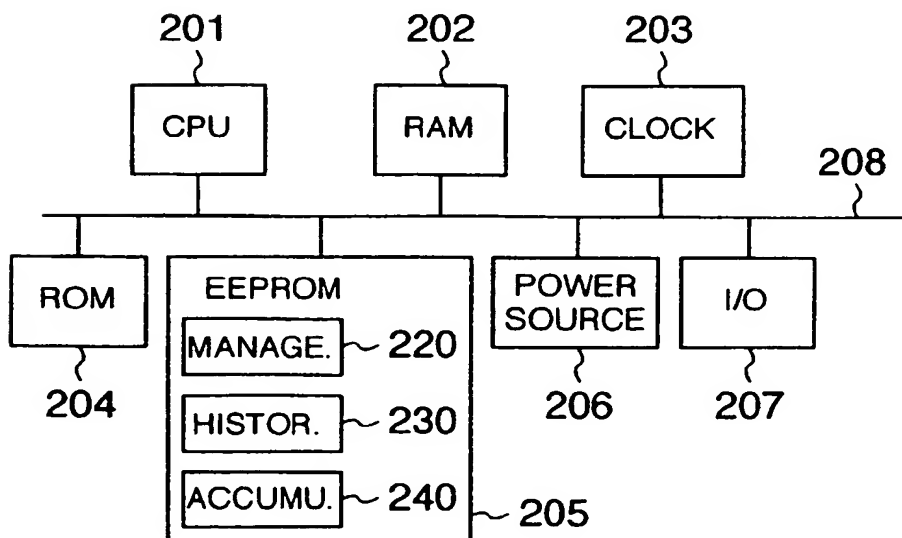 201
202
203
CPU
RAM
CLOCK
208
ROM
EEPROM
POWER
SOURCE
I/O
MANAGE.
220
204
206
207
HISTOR.
230
ACCUMU.
240
205